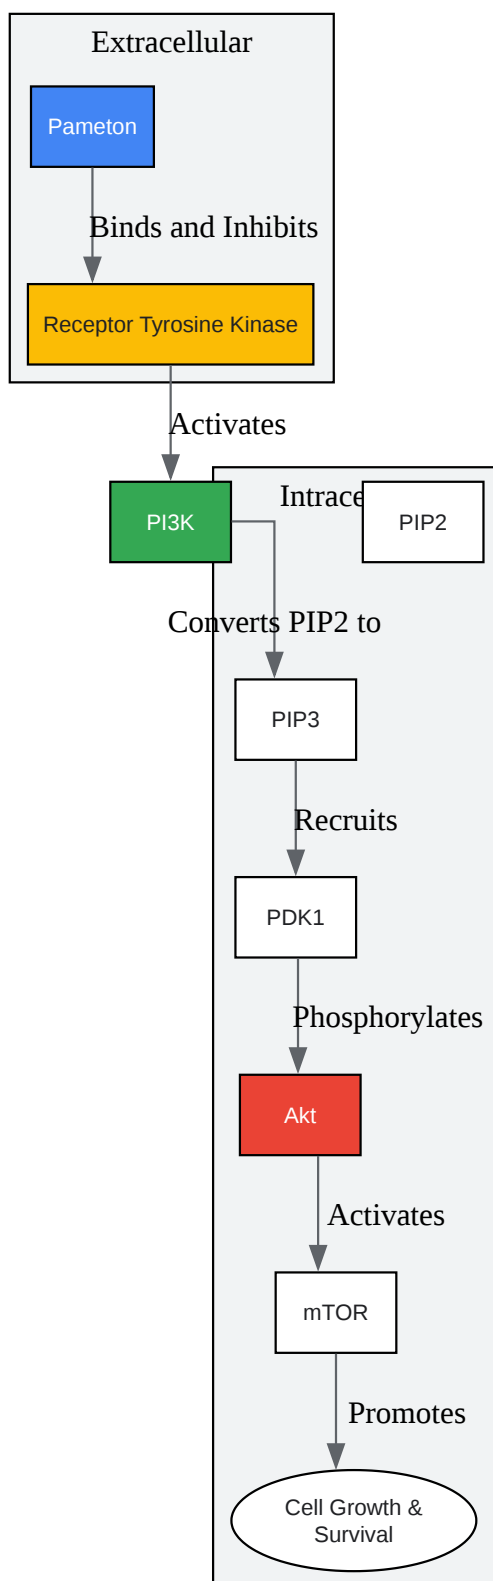 Extracellular
Pameton
Binds and Inhibits
Receptor Tyrosine Kinase
Activates
Intrace
PI3K
PIP2
Converts PIP2 to
PIP3
Recruits
PDK1
Phosphorylates
Akt
Activates
mTOR
Promotes
Cell Growth &
Survival